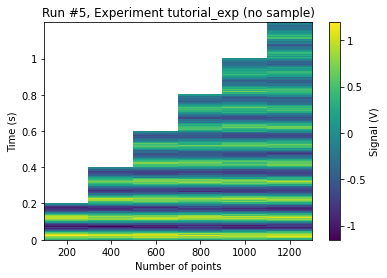 Run #5, Experiment tutorial_exp (no sample)
Time (s)
1
0.8
0.6
0.4
0.2
0
200 400 600 800 1000 1200
Number of points
1
0.5
0
-0.5
-1
Signal (V)